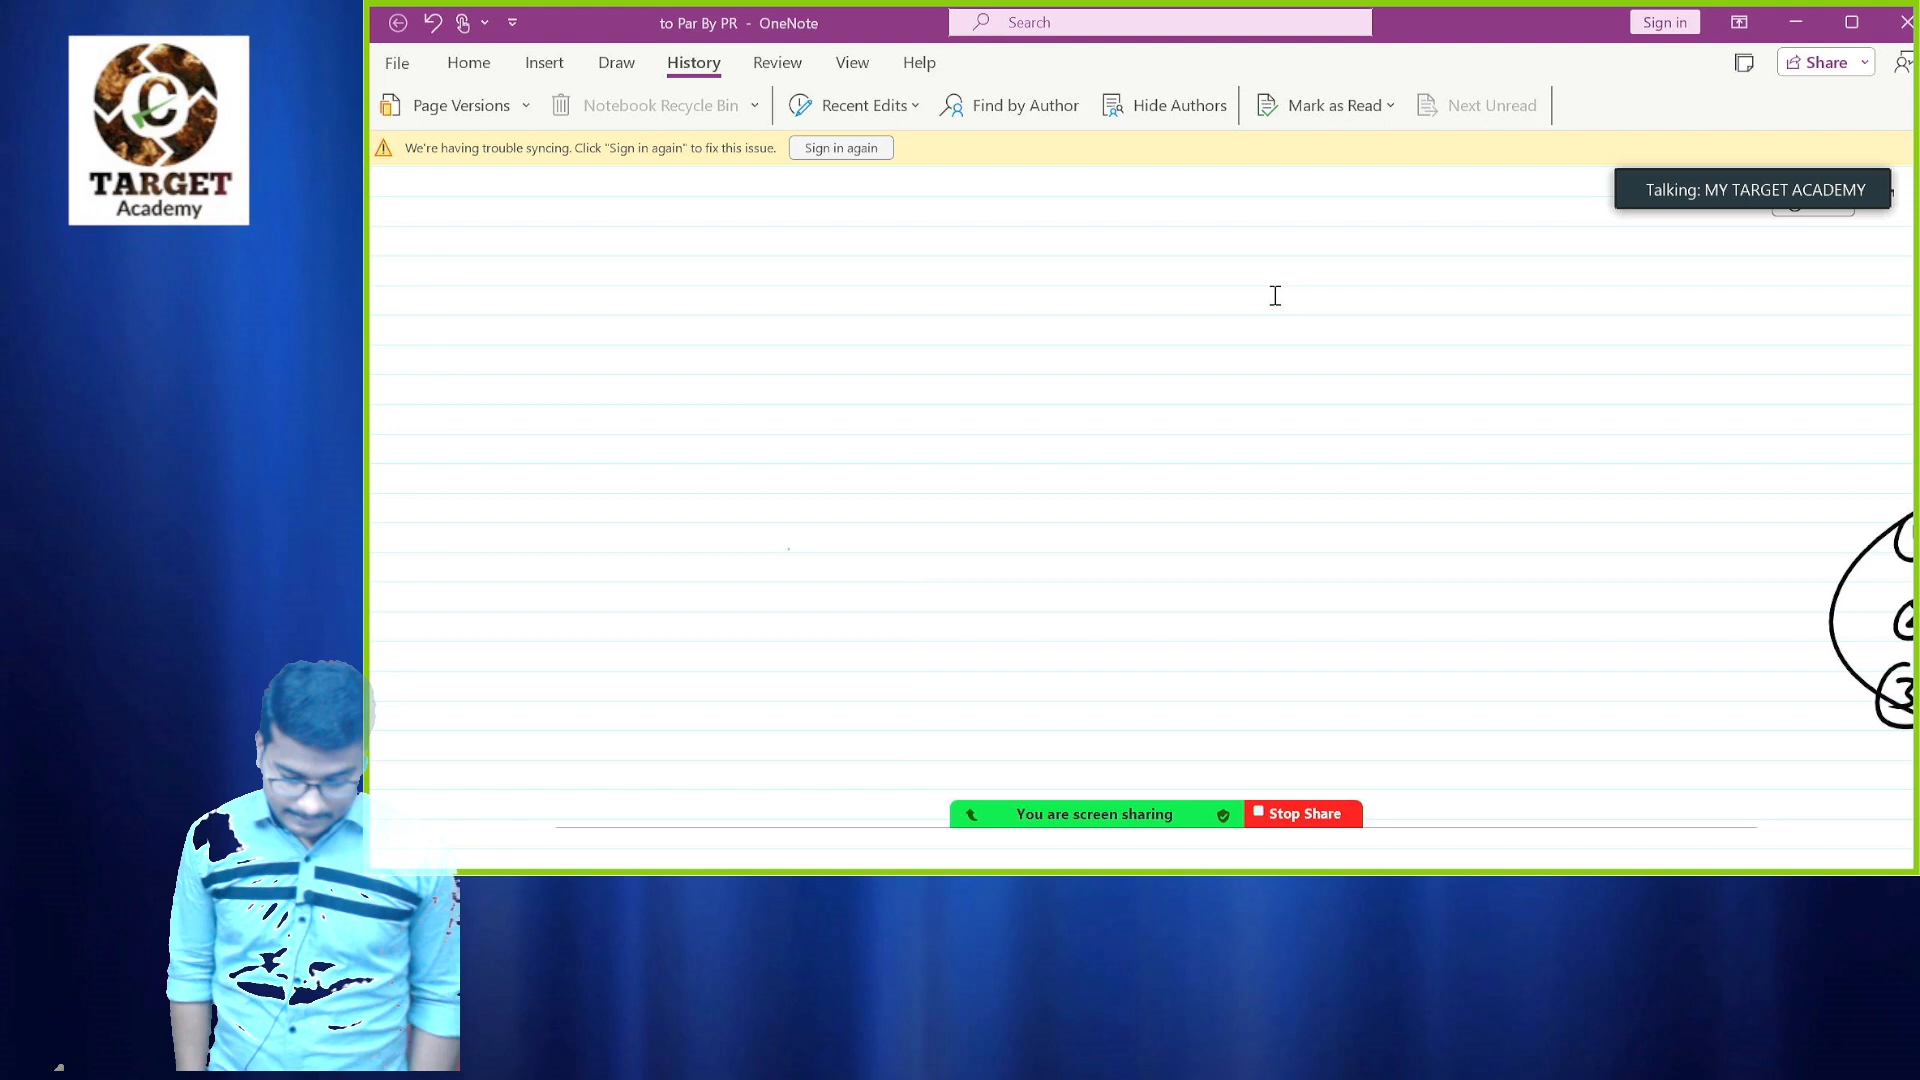 TARGET
Academy
to Par By PR - OneNote
Search
Sign in
File Home Insert Draw History Review View Help
Share
Page Versions Notebook Recycle Bin Recent Edits Find by Author Hide Authors Mark as Read Next Unread
We're having trouble syncing. Click "Sign in again" to fix this issue. Sign in again
Talking: MY TARGET ACADEMY
3
You are screen sharing Stop Share